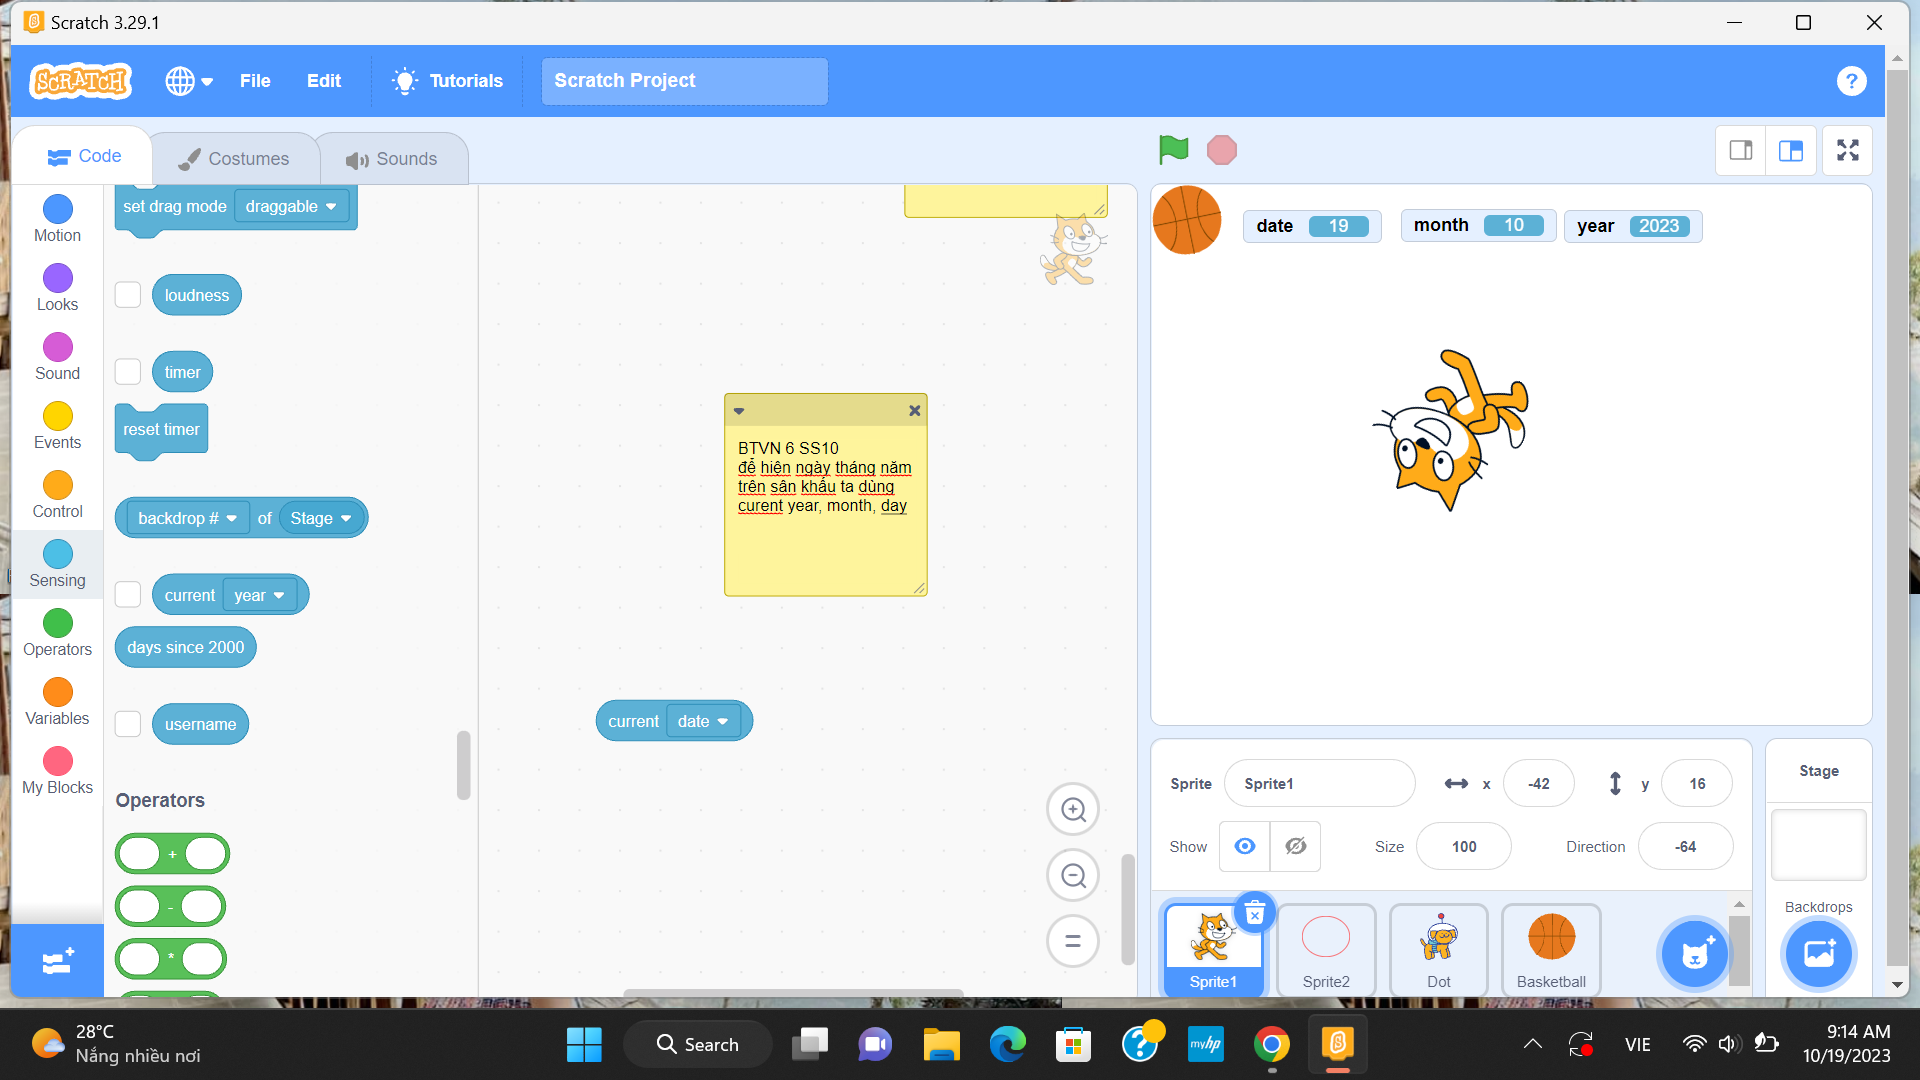 Scratch 3.29.1
SCRATCH
File
Edit
Tutorials
Scratch Project
?
Code
Costumes
Sounds
Motion
Looks
Sound
Events
Control
Sensing
Operators
Variables
My Blocks
set drag mode draggable
loudness
timer
reset timer
backdrop # of Stage
current year
days since 2000
username
Operators
+
-
*
BTVN 6 SS10
để hiện ngày tháng năm
trên sân khấu ta dùng
curent year, month, day
current date
date 19
month 10
year 2023
Sprite Sprite1
x -42
y 16
Show
Size 100
Direction -64
Sprite1
Sprite2
Dot
Basketball
Stage
Backdrops
28°C
Nắng nhiều nơi
Search
myhp
VIE
9:14 AM
10/19/2023